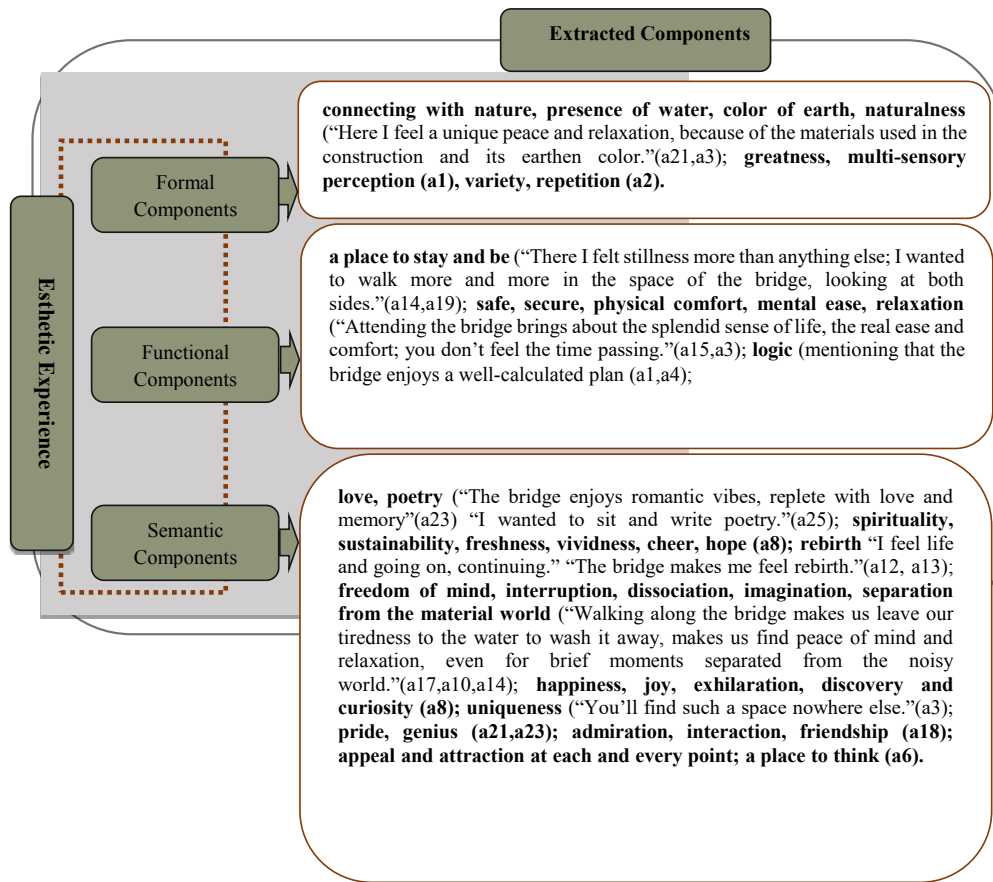 Extracted Components
Esthetic Experience
Formal
Components
connecting with nature, presence of water, color of earth, naturalness
(“Here I feel a unique peace and relaxation, because of the materials used in the
construction and its earthen color.”(a21,a3); greatness, multi-sensory
perception (a1), variety, repetition (a2).
Functional
Components
a place to stay and be (“There I felt stillness more than anything else; I wanted
to walk more and more in the space of the bridge, looking at both
sides.”(a14,a19); safe, secure, physical comfort, mental ease, relaxation
(“Attending the bridge brings about the splendid sense of life, the real ease and
comfort; you don’t feel the time passing.”(a15,a3); logic (mentioning that the
bridge enjoys a well-calculated plan (a1,a4);
Semantic
Components
love, poetry (“The bridge enjoys romantic vibes, replete with love and
memory”(a23) “I wanted to sit and write poetry.”(a25); spirituality,
sustainability, freshness, vividness, cheer, hope (a8); rebirth “I feel life
and going on, continuing.” “The bridge makes me feel rebirth.”(a12, a13);
freedom of mind, interruption, dissociation, imagination, separation
from the material world (“Walking along the bridge makes us leave our
tiredness to the water to wash it away, makes us find peace of mind and
relaxation, even for brief moments separated from the noisy
world.”(a17,a10,a14); happiness, joy, exhilaration, discovery and
curiosity (a8); uniqueness (“You’ll find such a space nowhere else.”(a3);
pride, genius (a21,a23); admiration, interaction, friendship (a18);
appeal and attraction at each and every point; a place to think (a6).